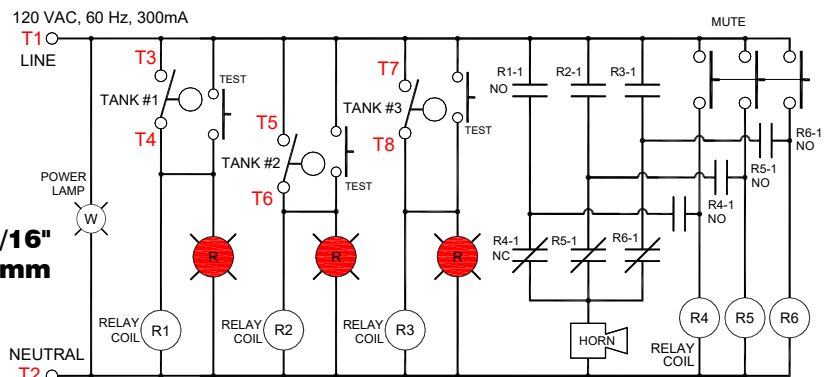 120 VAC, 60 Hz, 300mA
MUTE
T1
LINE
T3
TEST
TANK #1
T4
T5
TANK #2
T6
TEST
T7
TANK #3
T8
TEST
R1-1
NO
R2-1
R3-1
R6-1
NO
R5-1
NO
R4-1
NO
POWER
LAMP
W
/16"
mm
R
R
R
R4-1
NC
R5-1
R6-1
RELAY
COIL
R1
RELAY
COIL
R2
RELAY
COIL
R3
HORN
RELAY
COIL
R4
R5
R6
NEUTRAL
T2